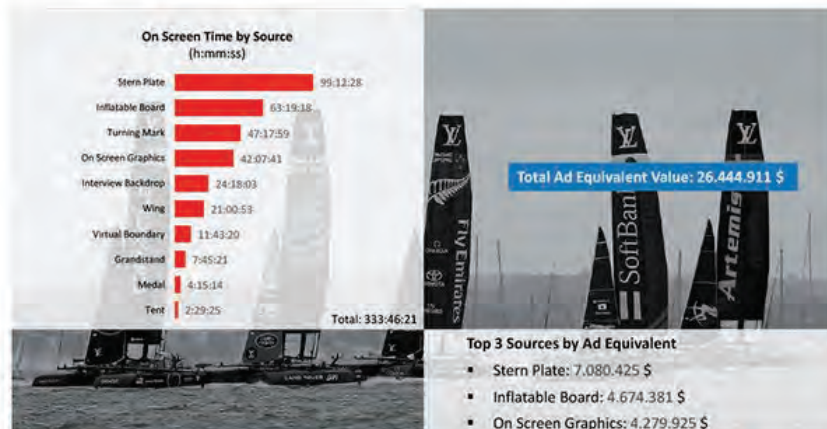 On Screen Time by Source
(h:mm:ss)
Stern Plate 99:12:28
Inflatable Board 63:19:18
Turning Mark 47:17:59
On Screen Graphics 42:07:41
Interview Backdrop 24:18:03
Wing 21:00:53
Virtual Boundary 11:43:20
Grandstand 7:45:21
Medal 4:15:14
Tent 2:29:25
Total: 333:46:21
Total Ad Equivalent Value: 26.444.911 $
Fly Emirates
TOYOTA
SoftBank
Artemis
LAND ROVER
Top 3 Sources by Ad Equivalent
▪ Stern Plate: 7.080.425 $
▪ Inflatable Board: 4.674.381 $
▪ On Screen Graphics: 4.279.925 $